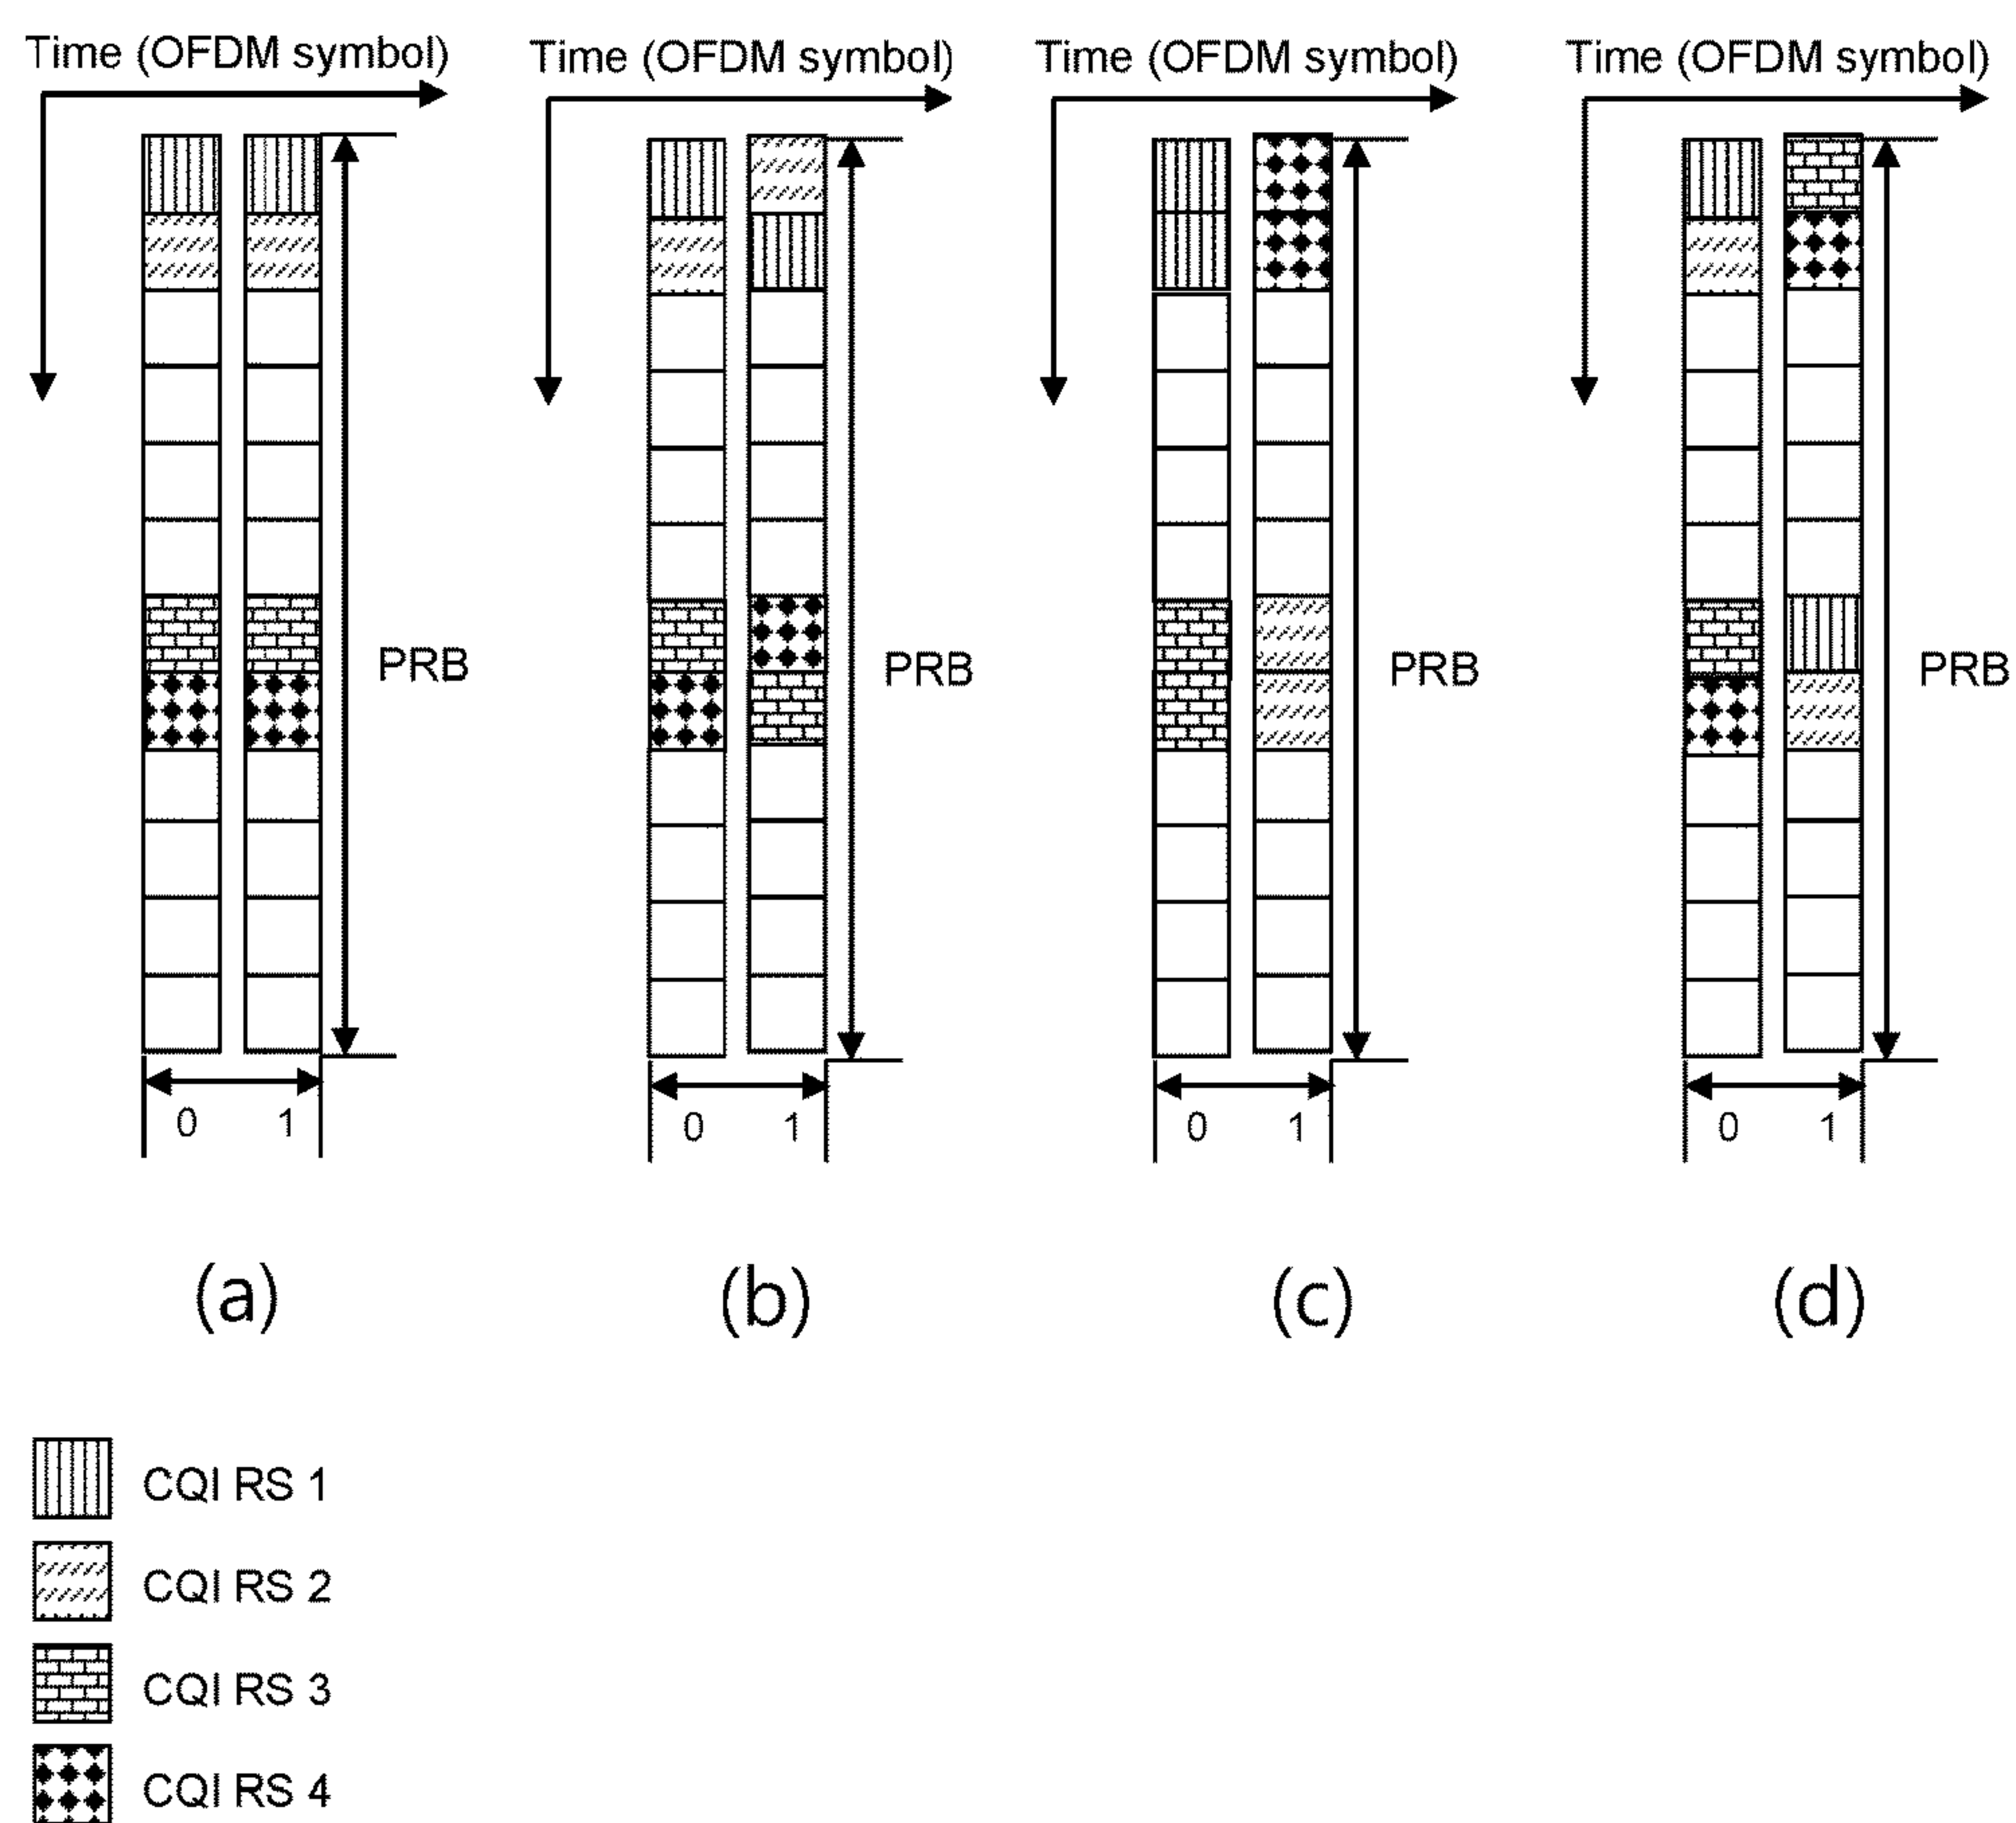 Time (OFDM symbol) Time (OFDM symbol) Time (OFDM symbol) Time (OFDM symbol)
PRB PRB PRB PRB
0 1 0 1 0 1 0 1
(a) (b) (c) (d)
CQI RS 1
CQI RS 2
CQI RS 3
CQI RS 4